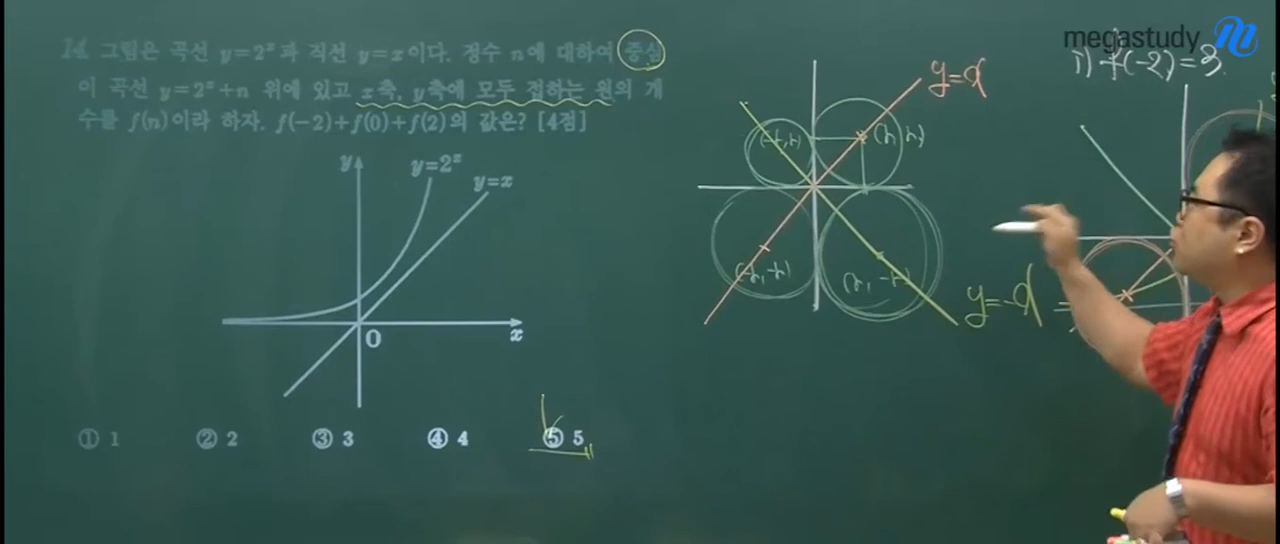 14. 그림은 곡선 y=2^x과 직선 y=x이다. 정수 n에 대하여 중심
이 곡선 y=2^x+n 위에 있고 x축, y축에 모두 접하는 원의 개
수를 f(n)이라 하자. f(-2)+f(0)+f(2)의 값은? [4점]
y
y=2^x
y=x
O
x
① 1
② 2
③ 3
④ 4
⑤ 5
y=x
(-r, r)
(r, r)
(-r, -r)
(r, -r)
y=-x
megastudy
i) f(-2)=3.